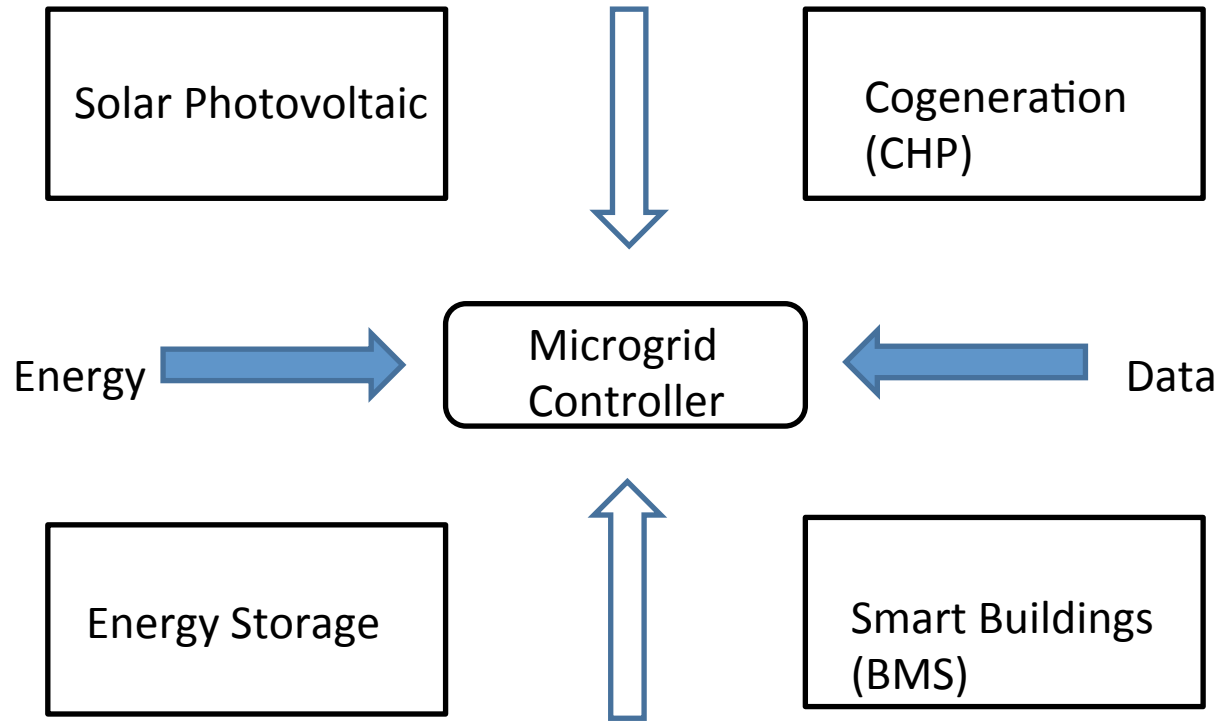 Solar Photovoltaic
Cogeneration
(CHP)
Energy
Microgrid
Controller
Data
Energy Storage
Smart Buildings
(BMS)